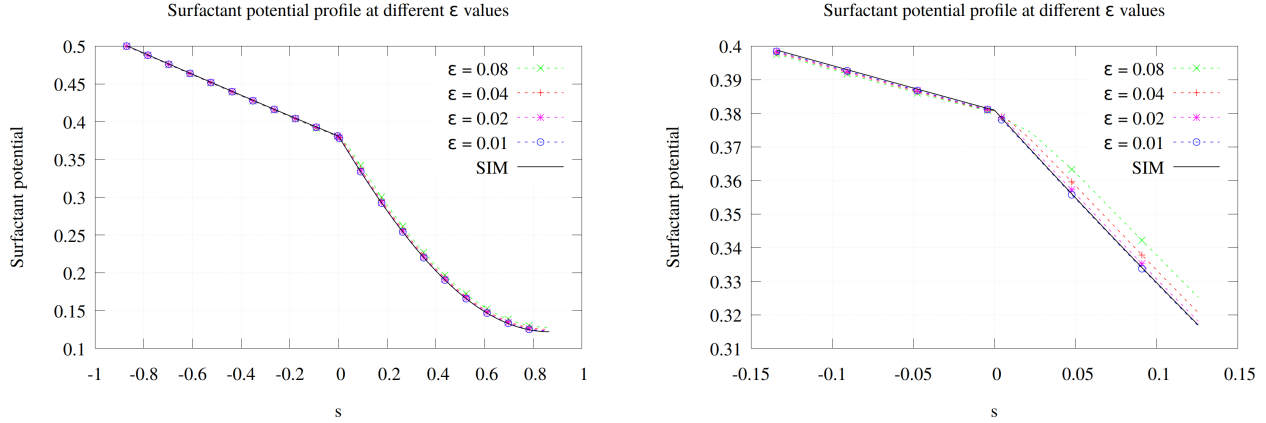 Surfactant potential profile at different ε values
Surfactant potential
0.5
0.45
0.4
0.35
0.3
0.25
0.2
0.15
0.1
-1
-0.8
-0.6
-0.4
-0.2
0
0.2
0.4
0.6
0.8
1
s
ε = 0.08
ε = 0.04
ε = 0.02
ε = 0.01
SIM
Surfactant potential profile at different ε values
Surfactant potential
0.4
0.39
0.38
0.37
0.36
0.35
0.34
0.33
0.32
0.31
-0.15
-0.1
-0.05
0
0.05
0.1
0.15
s
ε = 0.08
ε = 0.04
ε = 0.02
ε = 0.01
SIM